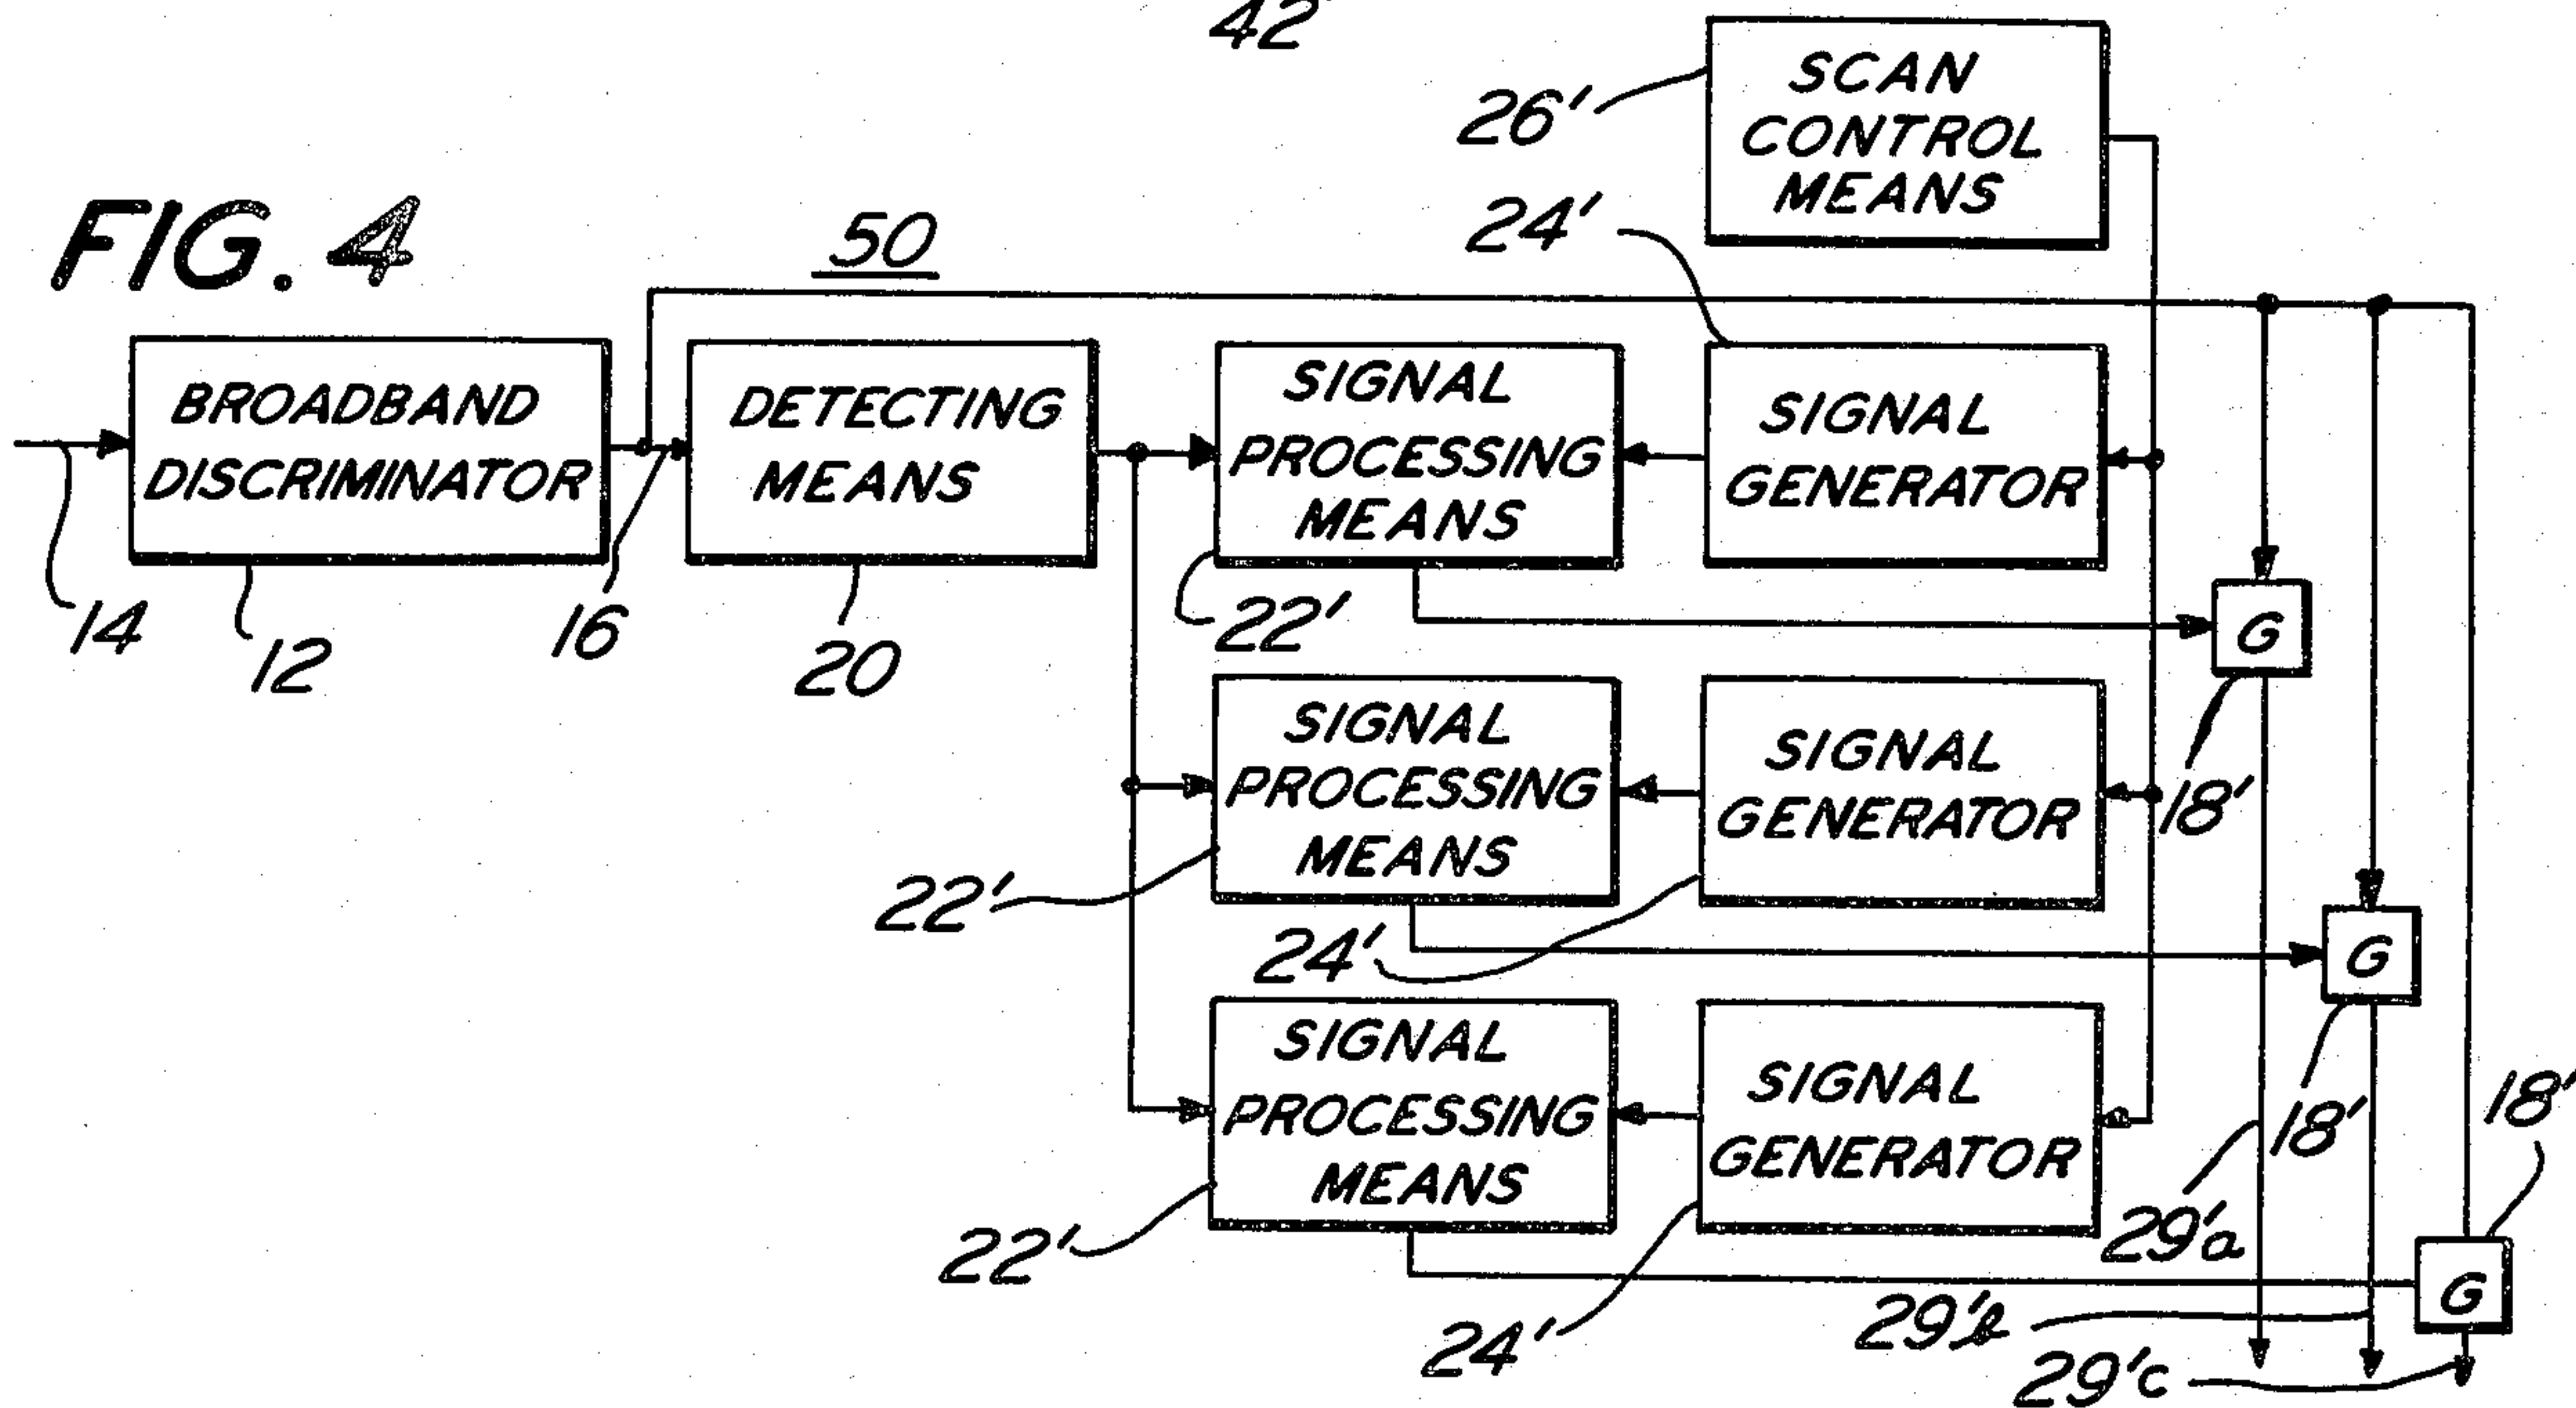 42'
SCAN
CONTROL
MEANS
26'
24'
FIG. 4
50
BROADBAND
DISCRIMINATOR
DETECTING
MEANS
SIGNAL
PROCESSING
MEANS
SIGNAL
GENERATOR
14
12
16
20
22'
G
18'
SIGNAL
PROCESSING
MEANS
SIGNAL
GENERATOR
22'
24'
G
18'
SIGNAL
PROCESSING
MEANS
SIGNAL
GENERATOR
18'
22'
24'
29'a
29'b
29'c
G